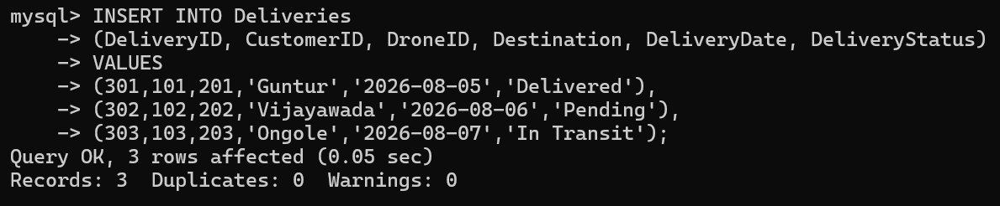 mysql> INSERT INTO Deliveries
    -> (DeliveryID, CustomerID, DroneID, Destination, DeliveryDate, DeliveryStatus)
    -> VALUES
    -> (301,101,201,'Guntur','2026-08-05','Delivered'),
    -> (302,102,202,'Vijayawada','2026-08-06','Pending'),
    -> (303,103,203,'Ongole','2026-08-07','In Transit');
Query OK, 3 rows affected (0.05 sec)
Records: 3  Duplicates: 0  Warnings: 0